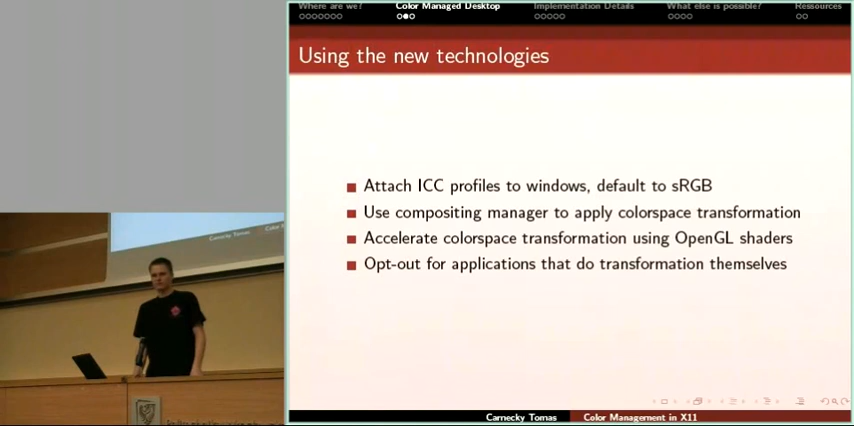 Where are we?
Color Managed Desktop
Implementation Details
What else is possible?
Ressources
Using the new technologies
Attach ICC profiles to windows, default to sRGB
Use compositing manager to apply colorspace transformation
Accelerate colorspace transformation using OpenGL shaders
Opt-out for applications that do transformation themselves
Carnecky Tomas
Carnecky Tomas
Color Management in X11